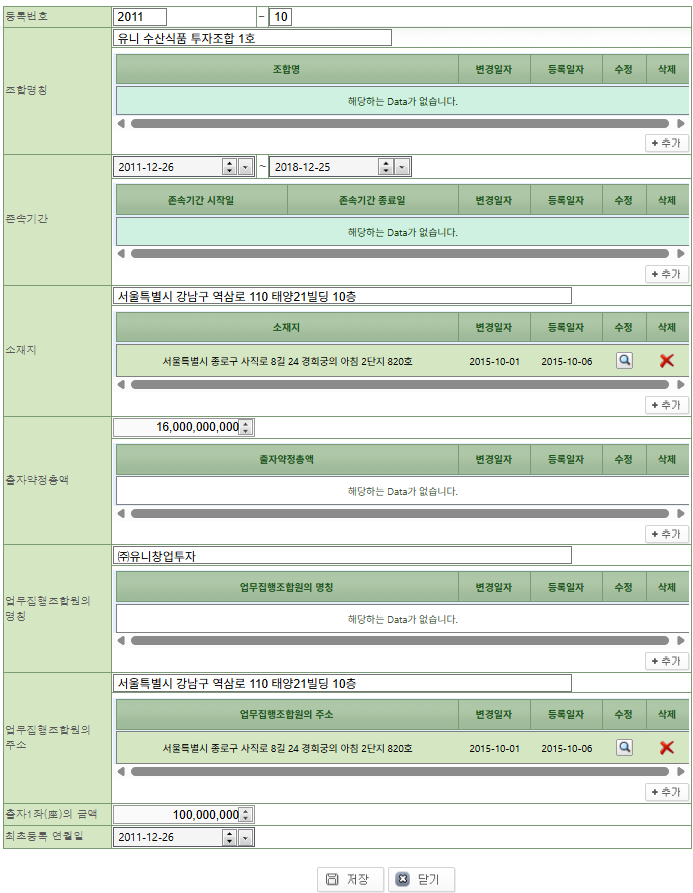 등록번호 2011 - 10
유니 수산식품 투자조합 1호
조합명칭
조합명 변경일자 등록일자 수정 삭제
해당하는 Data가 없습니다.
+ 추가
2011-12-26 ~ 2018-12-25
존속기간
존속기간 시작일 존속기간 종료일 변경일자 등록일자 수정 삭제
해당하는 Data가 없습니다.
+ 추가
서울특별시 강남구 역삼로 110 태양21빌딩 10층
소재지
소재지 변경일자 등록일자 수정 삭제
서울특별시 종로구 사직로 8길 24 경희궁의 아침 2단지 820호 2015-10-01 2015-10-06
+ 추가
16,000,000,000
출자약정총액
출자약정총액 변경일자 등록일자 수정 삭제
해당하는 Data가 없습니다.
+ 추가
㈜유니창업투자
업무집행조합원의
명칭
업무집행조합원의 명칭 변경일자 등록일자 수정 삭제
해당하는 Data가 없습니다.
+ 추가
서울특별시 강남구 역삼로 110 태양21빌딩 10층
업무집행조합원의
주소
업무집행조합원의 주소 변경일자 등록일자 수정 삭제
서울특별시 종로구 사직로 8길 24 경희궁의 아침 2단지 820호 2015-10-01 2015-10-06
+ 추가
출자1좌(座)의 금액 100,000,000
최초등록 연월일 2011-12-26
저장 닫기